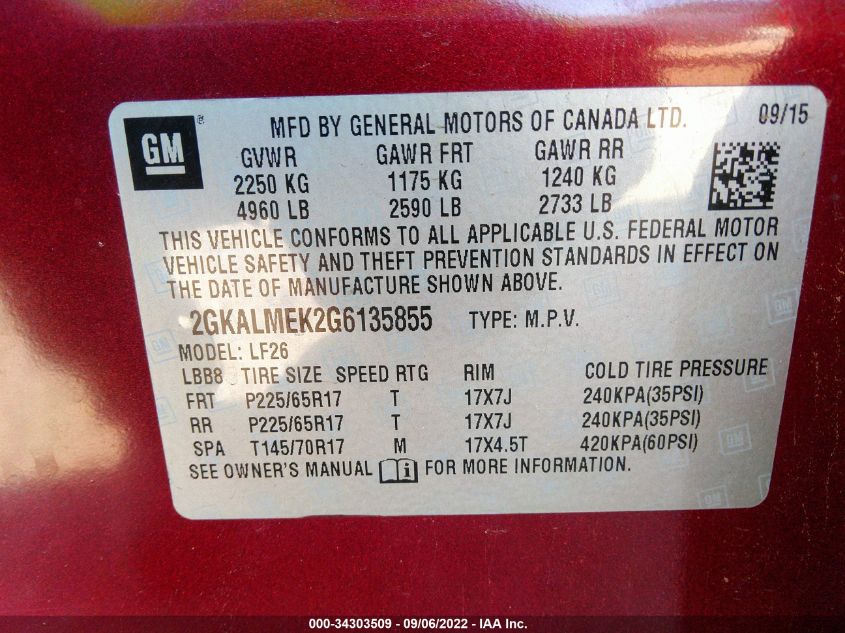 GM ® MFD BY GENERAL MOTORS OF CANADA LTD. 09/15
GVWR GAWR FRT GAWR RR
2250 KG 1175 KG 1240 KG
4960 LB 2590 LB 2733 LB
THIS VEHICLE CONFORMS TO ALL APPLICABLE U.S. FEDERAL MOTOR
VEHICLE SAFETY AND THEFT PREVENTION STANDARDS IN EFFECT ON
THE DATE OF MANUFACTURE SHOWN ABOVE.
2GKALMEK2G6135855 TYPE: M.P.V.
MODEL: LF26
LBB8 TIRE SIZE SPEED RTG RIM COLD TIRE PRESSURE
FRT P225/65R17 T 17X7J 240KPA(35PSI)
RR P225/65R17 T 17X7J 240KPA(35PSI)
SPA T145/70R17 M 17X4.5T 420KPA(60PSI)
SEE OWNER'S MANUAL FOR MORE INFORMATION.
000-34303509 - 09/06/2022 - IAA Inc.